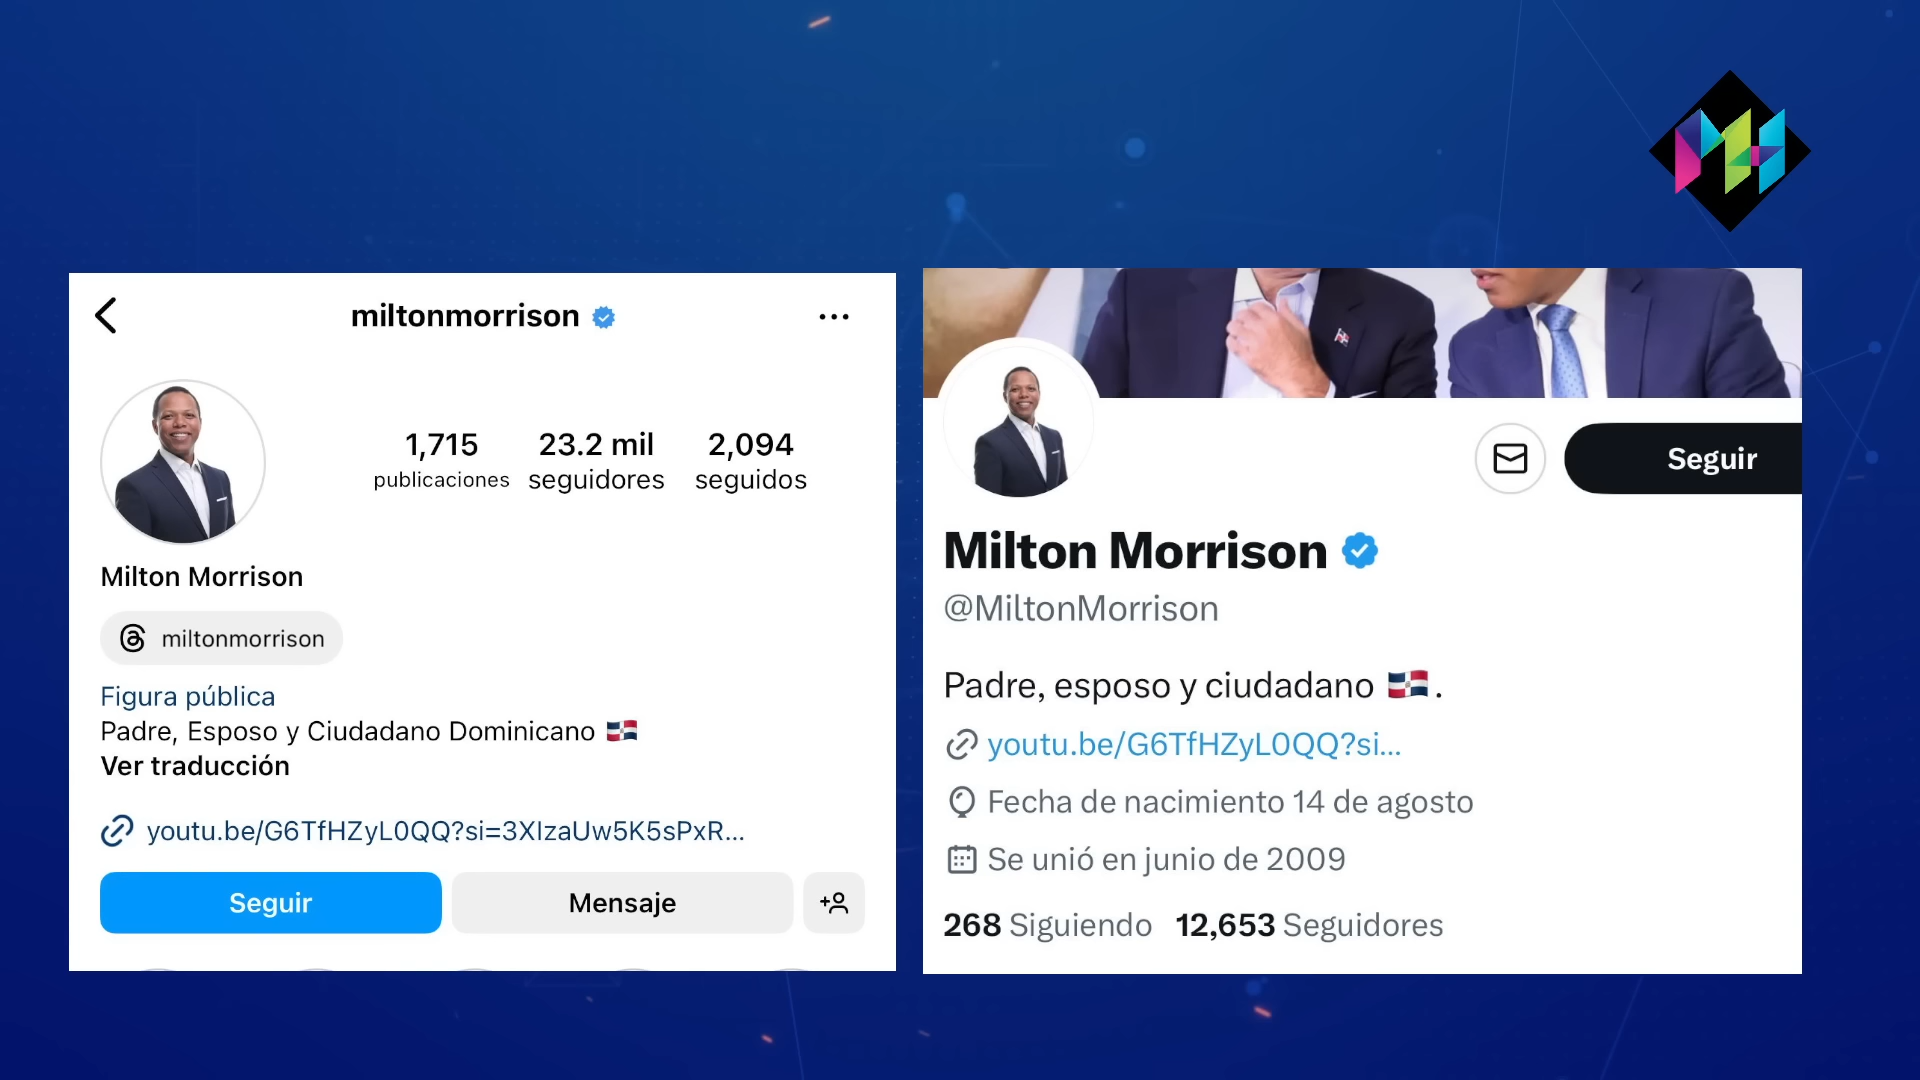 miltonmorrison
1,715 23.2 mil 2,094
publicaciones seguidores seguidos
Milton Morrison
miltonmorrison
Figura pública
Padre, Esposo y Ciudadano Dominicano 🇩🇴
Ver traducción
youtu.be/G6TfHZyL0QQ?si=3XIzaUw5K5sPxR...
Seguir Mensaje
Seguir
Milton Morrison
@MiltonMorrison
Padre, esposo y ciudadano 🇩🇴.
youtu.be/G6TfHZyL0QQ?si...
Fecha de nacimiento 14 de agosto
Se unió en junio de 2009
268 Siguiendo 12,653 Seguidores